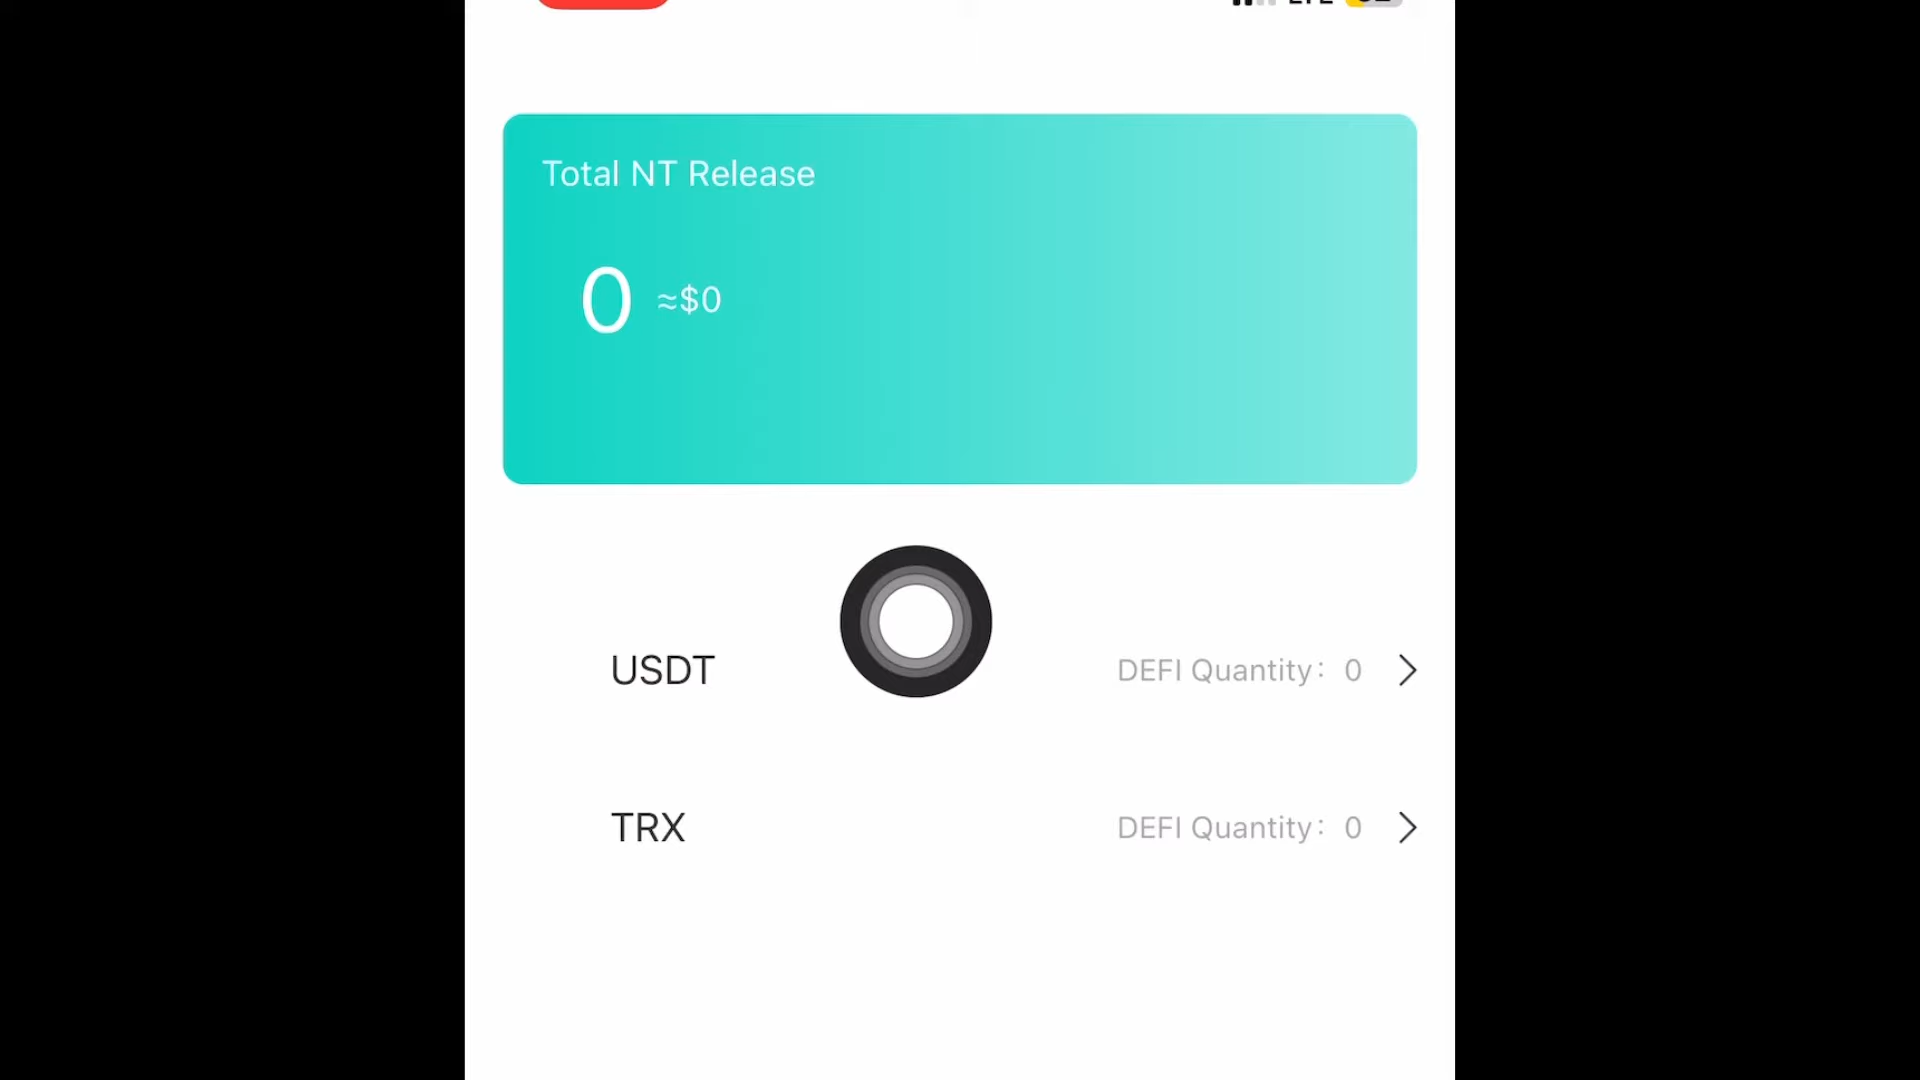 Total NT Release
0 ≈$0
USDT DEFI Quantity: 0
TRX DEFI Quantity: 0